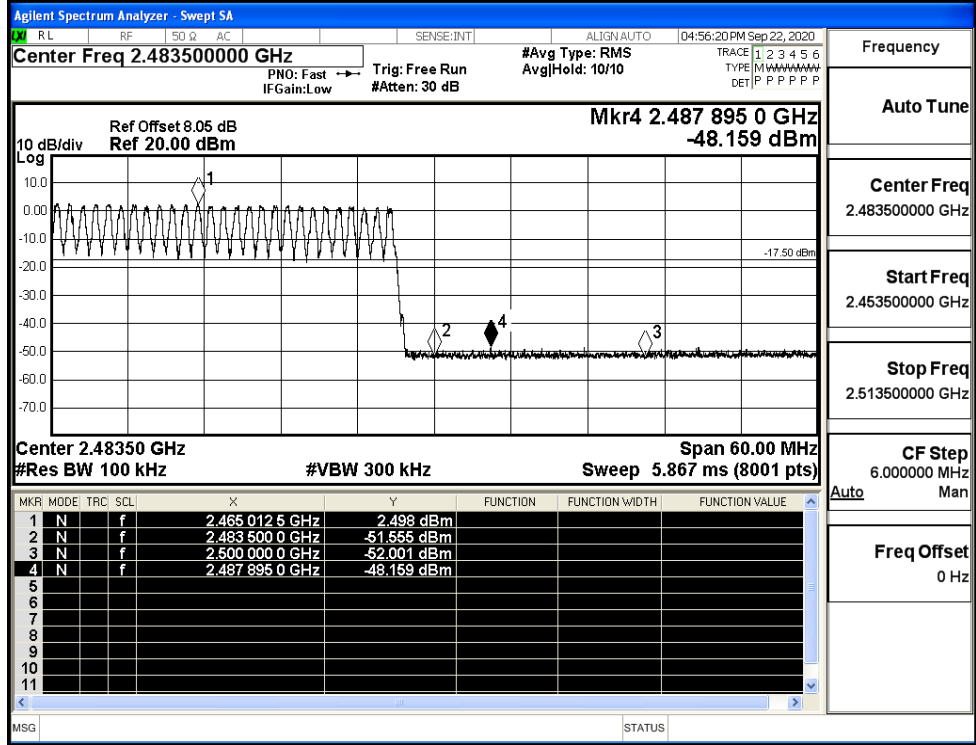 Agilent Spectrum Analyzer - Swept SA
LXI RL RF 50 Ω AC SENSE:INT ALIGN AUTO 04:56:20 PM Sep 22, 2020
Center Freq 2.483500000 GHz
PNO: Fast
IFGain:Low
Trig: Free Run
#Atten: 30 dB
#Avg Type: RMS
Avg|Hold: 10/10
TRACE 1 2 3 4 5 6
TYPE M WWWWW
DET P P P P P P
Ref Offset 8.05 dB
10 dB/div Ref 20.00 dBm
Log
Mkr4 2.487 895 0 GHz
-48.159 dBm
10.0
0.00
-10.0
-20.0
-30.0
-40.0
-50.0
-60.0
-70.0
1
-17.50 dBm
2
4
3
Center 2.48350 GHz Span 60.00 MHz
#Res BW 100 kHz #VBW 300 kHz Sweep 5.867 ms (8001 pts)
MKR MODE TRC SCL X Y FUNCTION FUNCTION WIDTH FUNCTION VALUE
1 N f 2.465 012 5 GHz 2.498 dBm
2 N f 2.483 500 0 GHz -51.555 dBm
3 N f 2.500 000 0 GHz -52.001 dBm
4 N f 2.487 895 0 GHz -48.159 dBm
5
6
7
8
9
10
11
MSG STATUS
Frequency
Auto Tune
Center Freq
2.483500000 GHz
Start Freq
2.453500000 GHz
Stop Freq
2.513500000 GHz
CF Step
6.000000 MHz
Auto Man
Freq Offset
0 Hz